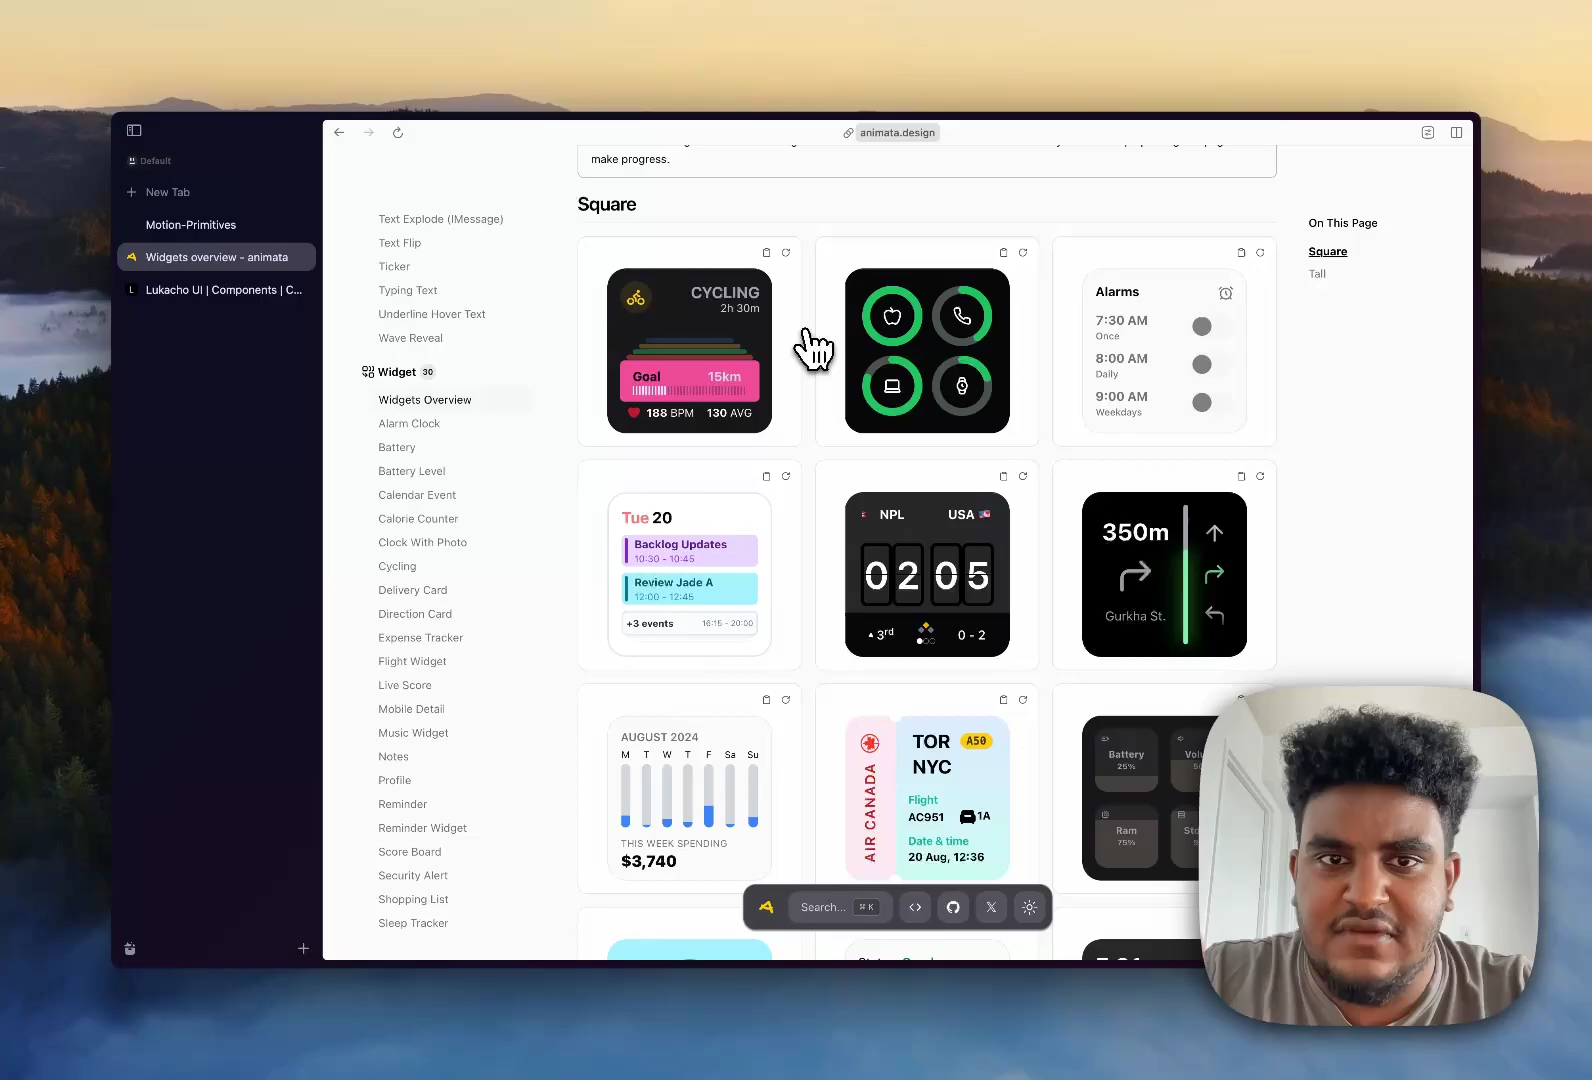 Default
New Tab
Motion-Primitives
Widgets overview - animata
L
Lukacho UI | Components | C...
animata.design
make progress.
Text Explode (IMessage)
Text Flip
Ticker
Typing Text
Underline Hover Text
Wave Reveal
Widget 30
Widgets Overview
Alarm Clock
Battery
Battery Level
Calendar Event
Calorie Counter
Clock With Photo
Cycling
Delivery Card
Direction Card
Expense Tracker
Flight Widget
Live Score
Mobile Detail
Music Widget
Notes
Profile
Reminder
Reminder Widget
Score Board
Security Alert
Shopping List
Sleep Tracker
Square
CYCLING
2h 30m
Goal 15km
188 BPM 130 AVG
Alarms
7:30 AM
Once
8:00 AM
Daily
9:00 AM
Weekdays
Tue 20
Backlog Updates
10:30 - 10:45
Review Jade A
12:00 - 12:45
+3 events 16:15 - 20:00
NPL USA
02 05
3rd 0 - 2
350m
Gurkha St.
AUGUST 2024
M T W T F Sa Su
THIS WEEK SPENDING
$3,740
AIR CANADA
TOR A50
NYC
Flight
AC951 1A
Date & time
20 Aug, 12:36
Battery
25%
Ram
75%
Search... ⌘ K
On This Page
Square
Tall